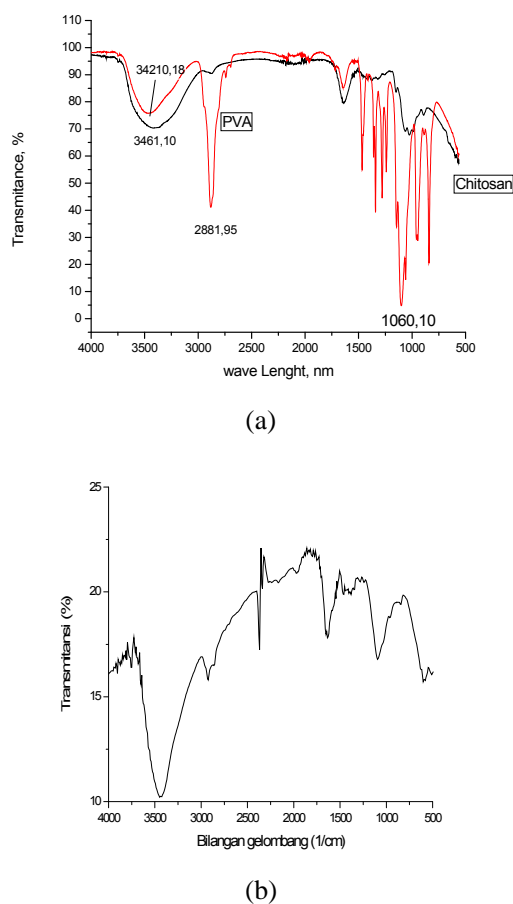 110
100
90
80
70
60
50
40
30
20
10
0
Transmitance, %
34210,18
3461,10
PVA
2881,95
Chitosan
1060,10
4000 3500 3000 2500 2000 1500 1000 500
wave Lenght, nm
(a)
25
20
15
10
Transmitansi (%)
4000 3500 3000 2500 2000 1500 1000 500
Bilangan gelombang (1/cm)
(b)